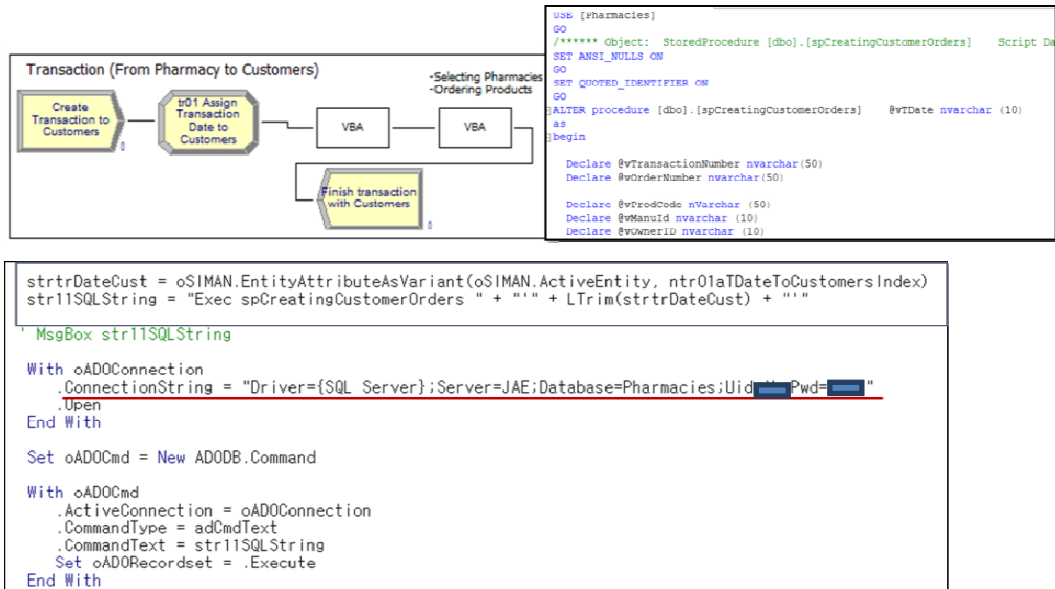 Transaction (From Pharmacy to Customers)
-Selecting Pharmacies
-Ordering Products
Create
Transaction to
Customers
0
tr01 Assign
Transaction
Date to
Customers
VBA
VBA
Finish transaction
with Customers
0
USE [Pharmacies]
GO
/****** Object:  StoredProcedure [dbo].[spCreatingCustomerOrders]    Script Da
SET ANSI_NULLS ON
GO
SET QUOTED_IDENTIFIER ON
GO
ALTER procedure [dbo].[spCreatingCustomerOrders]    @vTDate nvarchar (10)
as
begin
Declare @vTransactionNumber nvarchar(50)
Declare @vOrderNumber nvarchar(50)
Declare @vProdCode nVarchar (50)
Declare @vManuId nvarchar (10)
Declare @vOwnerID nvarchar (10)
strtrDateCust = oSIMAN.EntityAttributeAsVariant(oSIMAN.ActiveEntity, ntr01aTDateToCustomersIndex)
str11SQLString = "Exec spCreatingCustomerOrders " + "'" + LTrim(strtrDateCust) + "'"
' MsgBox str11SQLString
With oADOConnection
.ConnectionString = "Driver={SQL Server};Server=JAE;Database=Pharmacies;Uid Pwd= "
.Open
End With
Set oADOCmd = New ADODB.Command
With oADOCmd
.ActiveConnection = oADOConnection
.CommandType = adCmdText
.CommandText = str11SQLString
Set oADORecordset = .Execute
End With